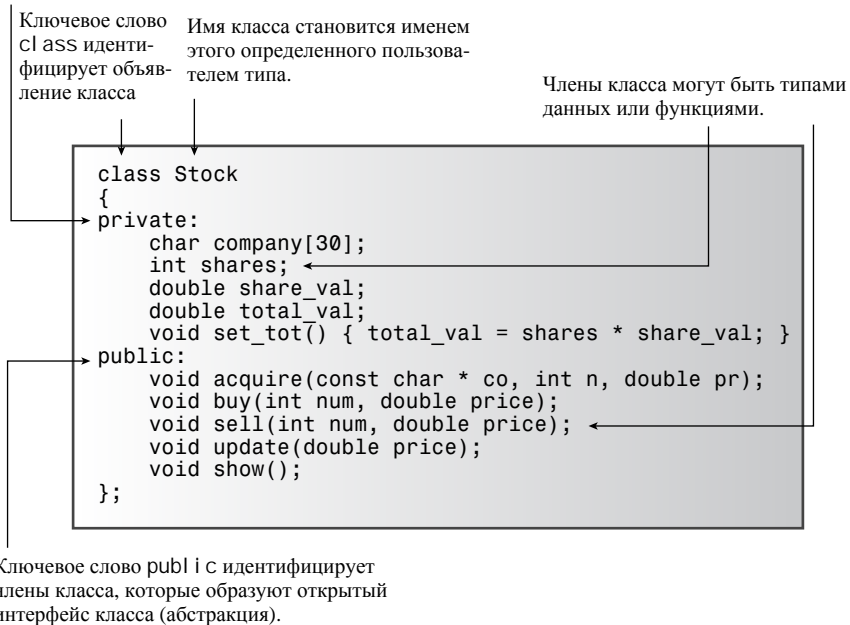 Ключевое слово
class иденти-
фицирует объяв-
ление класса
Имя класса становится именем
этого определенного пользова-
телем типа.
Члены класса могут быть типами
данных или функциями.
class Stock
{
private:
char company[30];
int shares;
double share_val;
double total_val;
void set_tot() { total_val = shares * share_val; }
public:
void acquire(const char * co, int n, double pr);
void buy(int num, double price);
void sell(int num, double price);
void update(double price);
void show();
};
Ключевое слово public идентифицирует
члены класса, которые образуют открытый
интерфейс класса (абстракция).